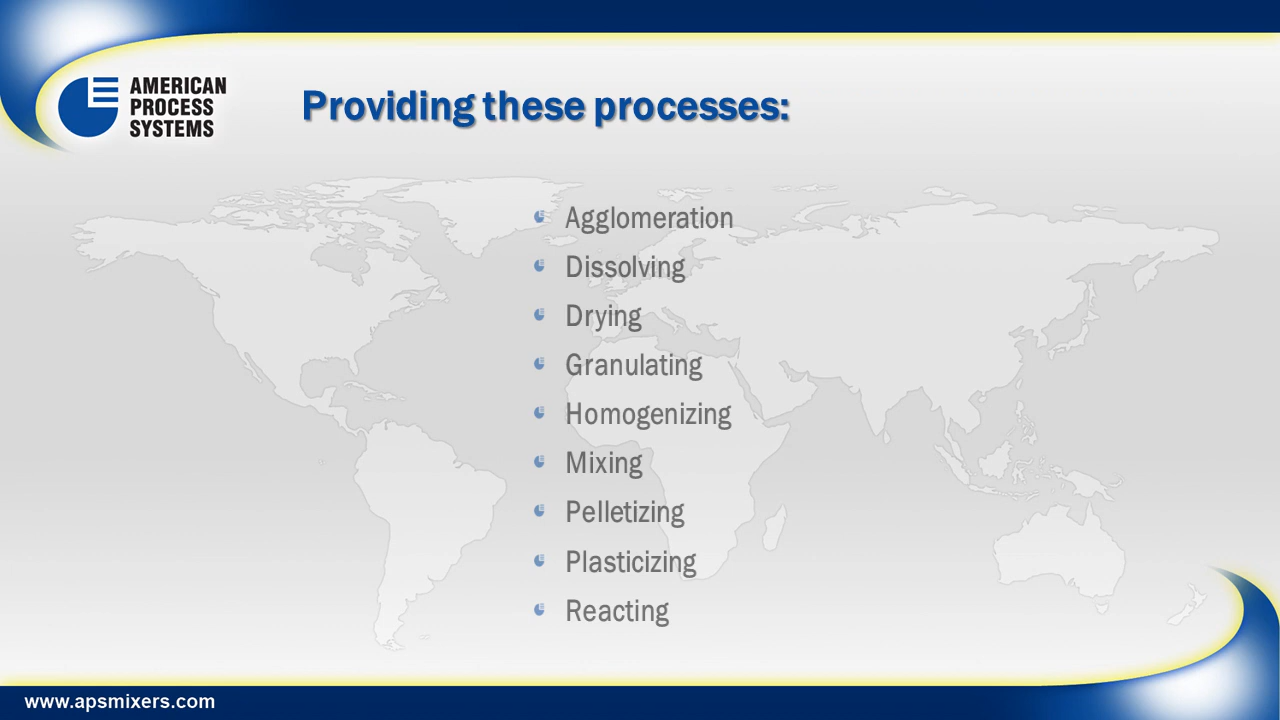 AMERICAN
PROCESS
SYSTEMS
Providing these processes:
Agglomeration
Dissolving
Drying
Granulating
Homogenizing
Mixing
Pelletizing
Plasticizing
Reacting
www.apsmixers.com